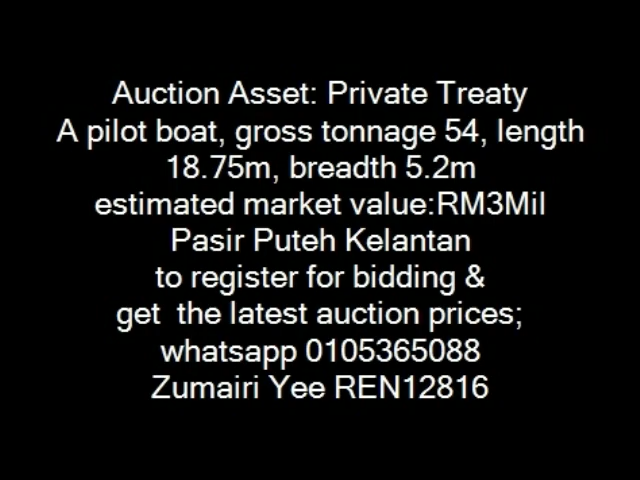 Auction Asset: Private Treaty
A pilot boat, gross tonnage 54, length
18.75m, breadth 5.2m
estimated market value:RM3Mil
Pasir Puteh Kelantan
to register for bidding &
get  the latest auction prices;
whatsapp 0105365088
Zumairi Yee REN12816